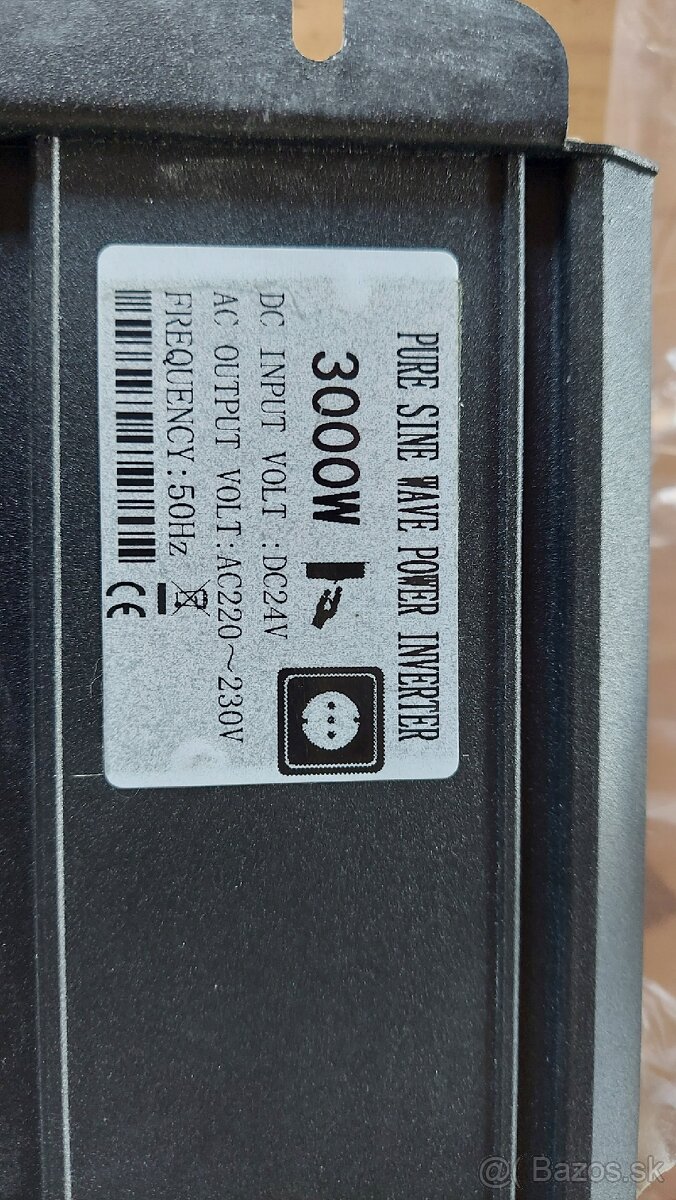 PURE SINE WAVE POWER INVERTER
3000W
DC INPUT VOLT :DC24V
AC OUTPUT VOLT:AC220~230V
FREQUENCY:50Hz
CE
@ Bazos.sk